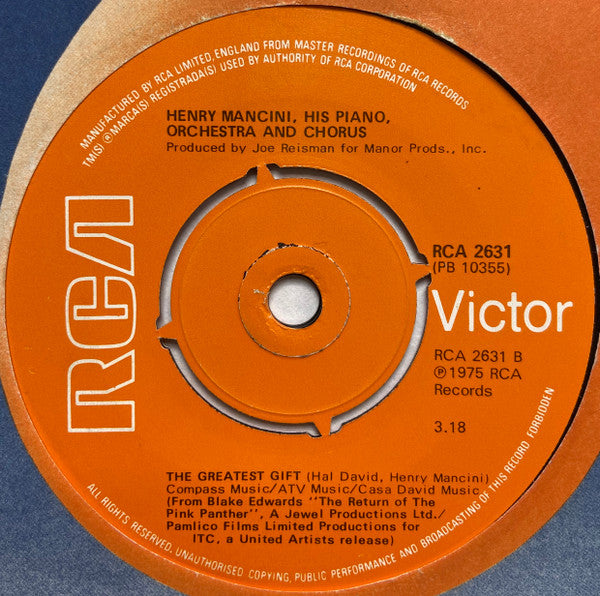 MANUFACTURED BY RCA LIMITED, ENGLAND FROM MASTER RECORDINGS OF RCA RECORDS
TM(S) ® MARCA(S) REGISTRADA(S) USED BY AUTHORITY OF RCA CORPORATION
HENRY MANCINI, HIS PIANO,
ORCHESTRA AND CHORUS
Produced by Joe Reisman for Manor Prods., Inc.
RCA
RCA 2631
(PB 10355)
Victor
RCA 2631 B
℗ 1975 RCA
Records
3.18
THE GREATEST GIFT (Hal David, Henry Mancini)
Compass Music/ATV Music/Casa David Music
(From Blake Edwards "The Return of The
Pink Panther", A Jewel Productions Ltd./
Pamlico Films Limited Productions for
ITC, a United Artists release)
ALL RIGHTS RESERVED, UNAUTHORISED COPYING, PUBLIC PERFORMANCE AND BROADCASTING OF THIS RECORD FORBIDDEN